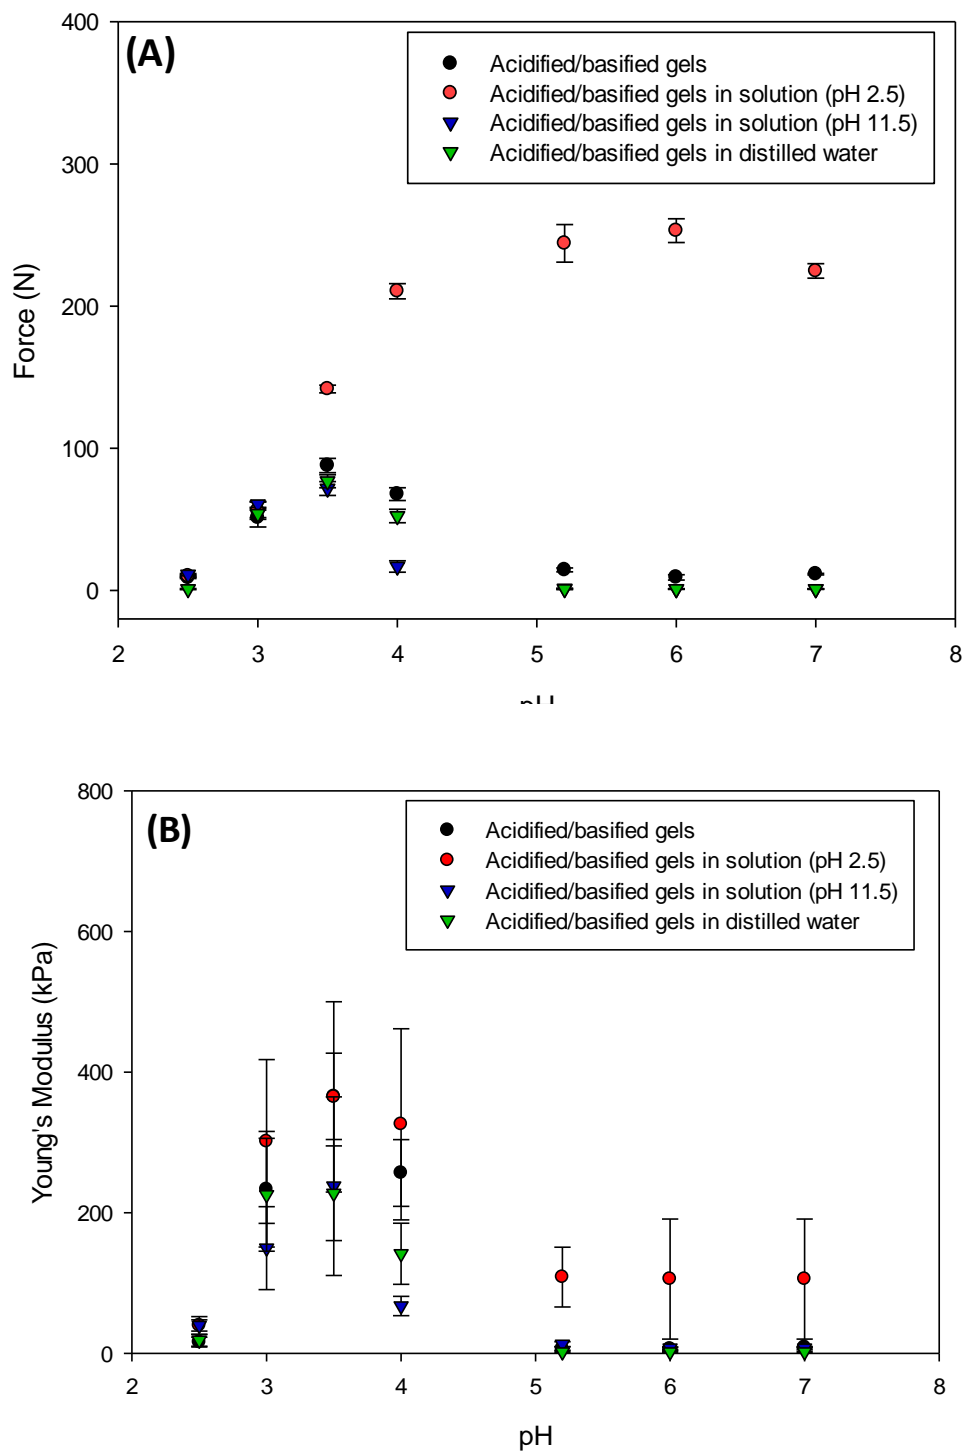 400
(A)
Acidified/basified gels
Acidified/basified gels in solution (pH 2.5)
Acidified/basified gels in solution (pH 11.5)
Acidified/basified gels in distilled water
300
Force (N)
200
100
0
2 3 4 5 6 7 8
pH
800
(B)
Acidified/basified gels
Acidified/basified gels in solution (pH 2.5)
Acidified/basified gels in solution (pH 11.5)
Acidified/basified gels in distilled water
600
Young's Modulus (kPa)
400
200
0
2 3 4 5 6 7 8
pH